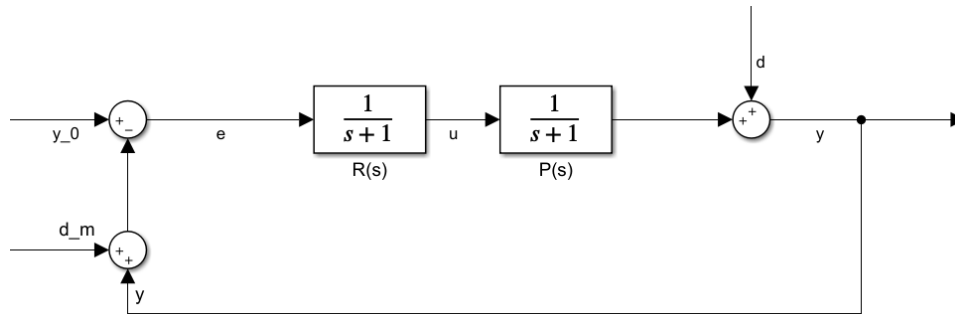 d
+
-
y_0
e
1
s + 1
R(s)
u
1
s + 1
P(s)
+
+
y
d_m
+
+
y